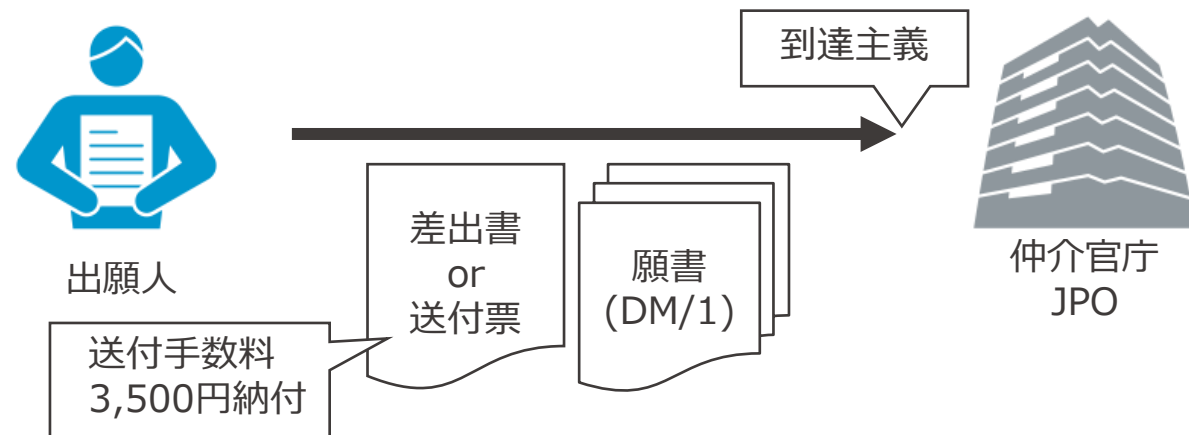 到達主義
出願人
差出書
or
送付票
願書
(DM/1)
仲介官庁
JPO
送付手数料
3,500円納付